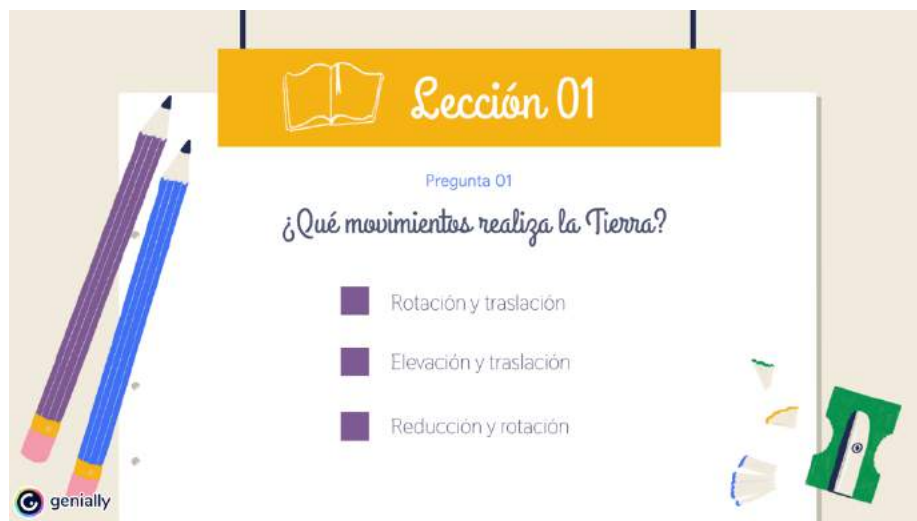 Lección 01
Pregunta 01
¿Qué movimientos realiza la Tierra?
Rotación y traslación
Elevación y traslación
Reducción y rotación
genially